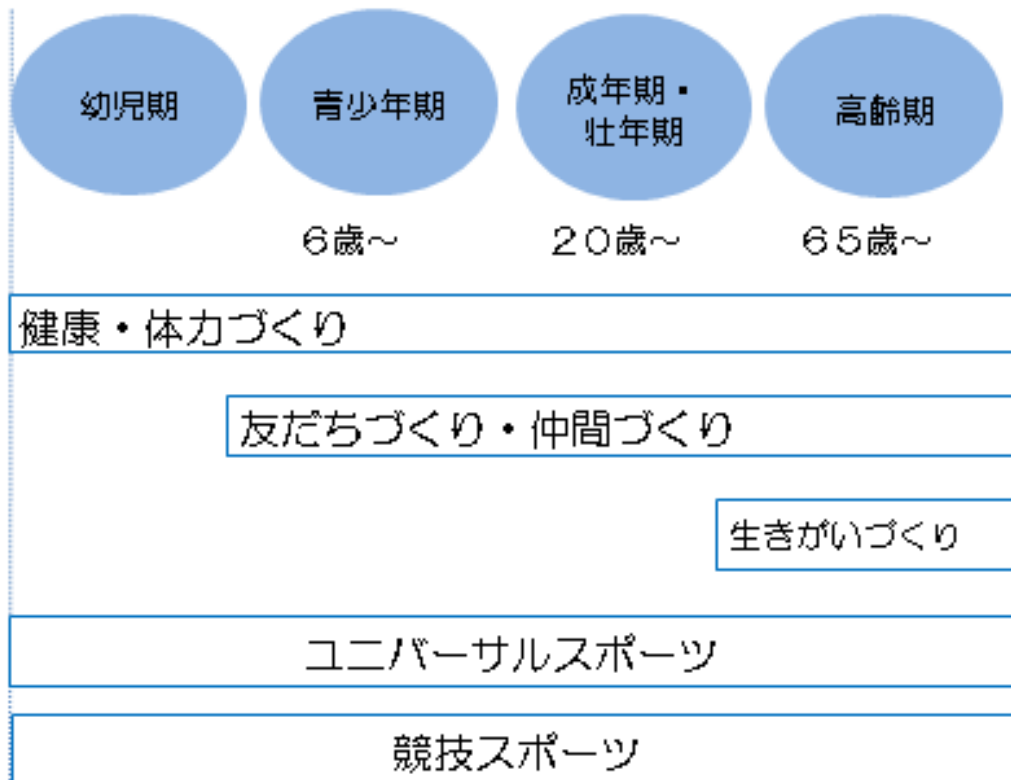 幼児期
青少年期
成年期・
壮年期
高齢期
６歳～
２０歳～
６５歳～
健康・体力づくり
友だちづくり・仲間づくり
生きがいづくり
ユニバーサルスポーツ
競技スポーツ